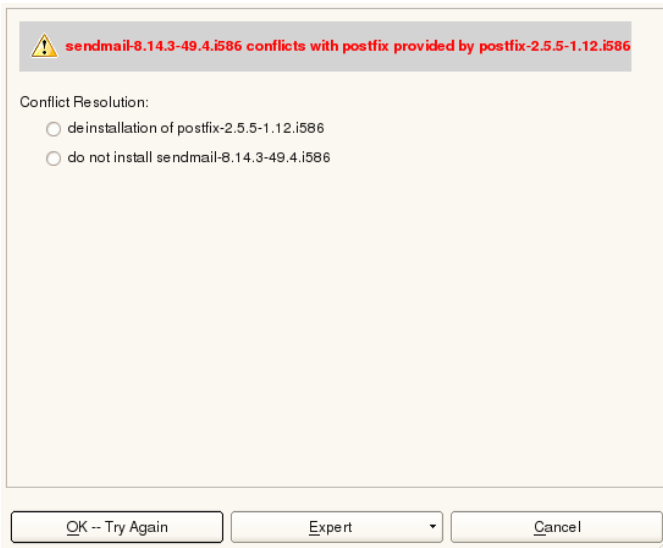 sendmail-8.14.3-49.4.i586 conflicts with postfix provided by postfix-2.5.5-1.12.i586
Conflict Resolution:
deinstallation of postfix-2.5.5-1.12.i586
do not install sendmail-8.14.3-49.4.i586
OK -- Try Again
Expert
Cancel